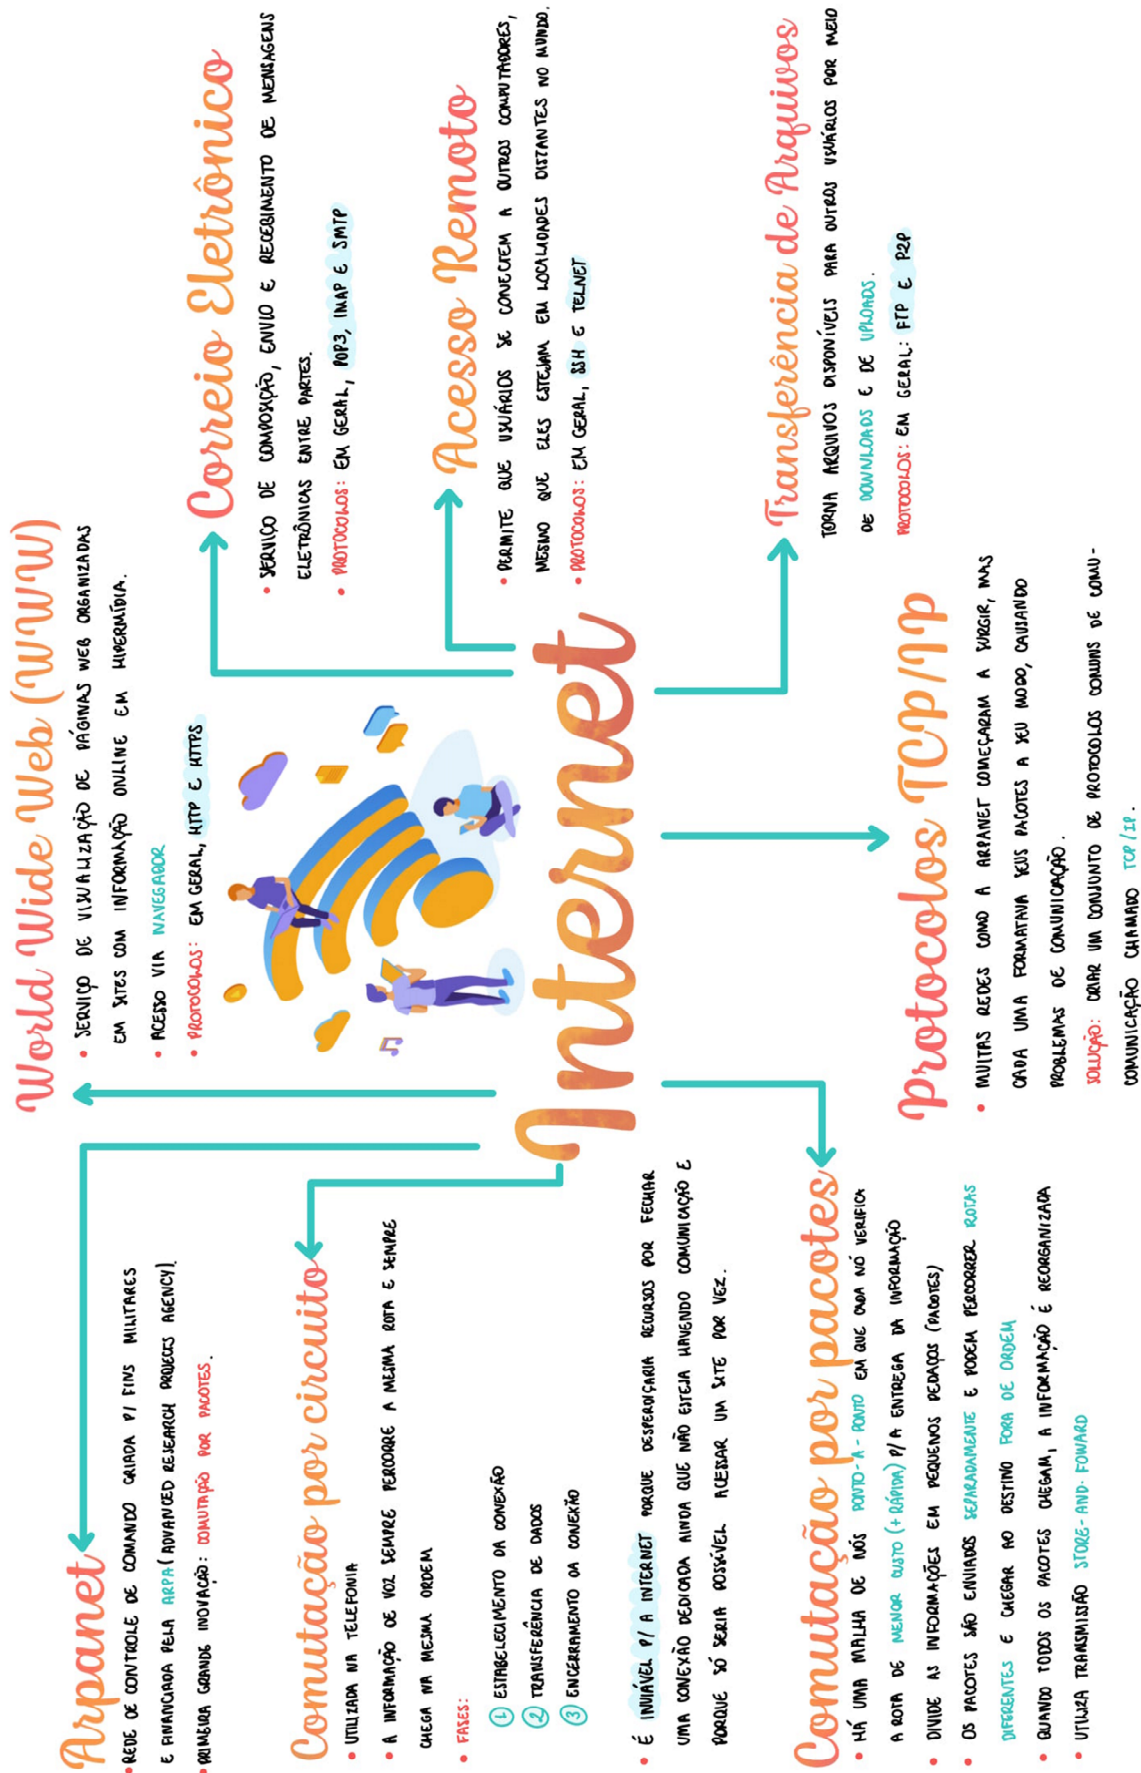 Arpanet
• REDE DE CONTROLE DE COMANDO CRIADA P/ FINS MILITARES
E FINANCIADA PELA ARPA (ADVANCED RESEARCH PROJECTS AGENCY).
• PRIMEIRA GRANDE INOVAÇÃO: COMUTAÇÃO POR PACOTES.
Comutação por circuito
• UTILIZADA NA TELEFONIA
• A INFORMAÇÃO DE VOZ SEMPRE PERCORRE A MESMA ROTA E SEMPRE
CHEGA NA MESMA ORDEM
• FASES:
1 ESTABELECIMENTO DA CONEXÃO
2 TRANSFERÊNCIA DE DADOS
3 ENCERRAMENTO DA CONEXÃO
• É INVIÁVEL P/ A INTERNET PORQUE DESPERDIÇARIA RECURSOS POR FECHAR
UMA CONEXÃO DEDICADA AINDA QUE NÃO ESTEJA HAVENDO COMUNICAÇÃO E
PORQUE SÓ SERIA POSSÍVEL ACESSAR UM SITE POR VEZ.
Comutação por pacotes
• HÁ UMA MALHA DE NÓS PONTO-A-PONTO EM QUE CADA NÓ VERIFICA
A ROTA DE MENOR CUSTO (+ RÁPIDA) P/ A ENTREGA DA INFORMAÇÃO
• DIVIDE AS INFORMAÇÕES EM PEQUENOS PEDAÇOS (PACOTES)
• OS PACOTES SÃO ENVIADOS SEPARADAMENTE E PODEM PERCORRER ROTAS
DIFERENTES E CHEGAR AO DESTINO FORA DE ORDEM
• QUANDO TODOS OS PACOTES CHEGAM, A INFORMAÇÃO É REORGANIZADA
• UTILIZA TRANSMISSÃO STORE-AND-FOWARD
World Wide Web (WWW)
• SERVIÇO DE VISUALIZAÇÃO DE PÁGINAS WEB ORGANIZADAS
EM SITES COM INFORMAÇÃO ONLINE EM HIPERMÍDIA.
• ACESSO VIA NAVEGADOR
• PROTOCOLOS: EM GERAL, HTTP E HTTPS
Internet
Protocolos TCP/IP
• MUITAS REDES COMO A ARPANET COMEÇARAM A SURGIR, MAS
CADA UMA FORMATAVA SEUS PACOTES A SEU MODO, CAUSANDO
PROBLEMAS DE COMUNICAÇÃO.
SOLUÇÃO: CRIAR UM CONJUNTO DE PROTOCOLOS COMUNS DE COMU-
COMUNICAÇÃO CHAMADO TCP/IP.
Correio Eletrônico
• SERVIÇO DE COMPOSIÇÃO, ENVIO E RECEBIMENTO DE MENSAGENS
ELETRÔNICAS ENTRE PARTES.
• PROTOCOLOS: EM GERAL, POP3, IMAP E SMTP
Acesso Remoto
• PERMITE QUE USUÁRIOS SE CONECTEM A OUTROS COMPUTADORES,
MESMO QUE ELES ESTEJAM EM LOCALIDADES DISTANTES NO MUNDO.
• PROTOCOLOS: EM GERAL, SSH E TELNET
Transferência de Arquivos
TORNA ARQUIVOS DISPONÍVEIS PARA OUTROS USUÁRIOS POR MEIO
DE DOWNLOADS E DE UPLOADS.
PROTOCOLOS: EM GERAL: FTP E P2P